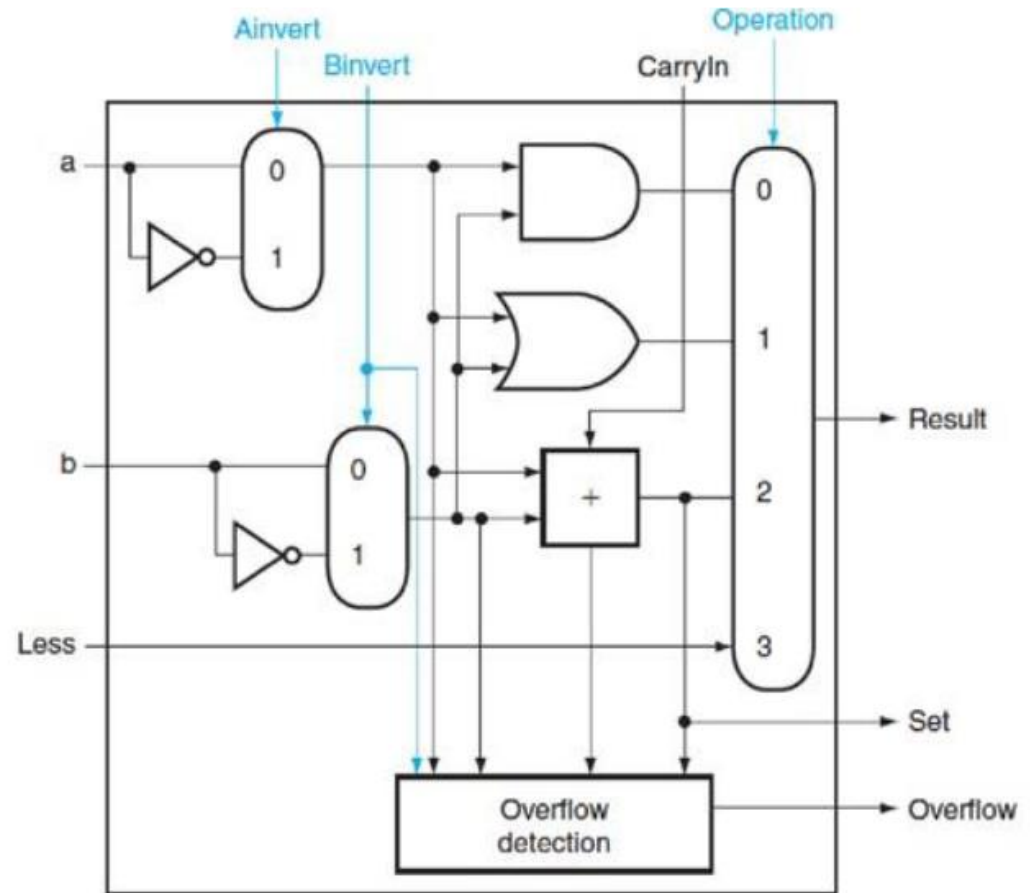 Ainvert
Operation
Binvert
CarryIn
a
0
1
0
1
b
0
1
+
2
Result
Less
3
Set
Overflow
detection
Overflow